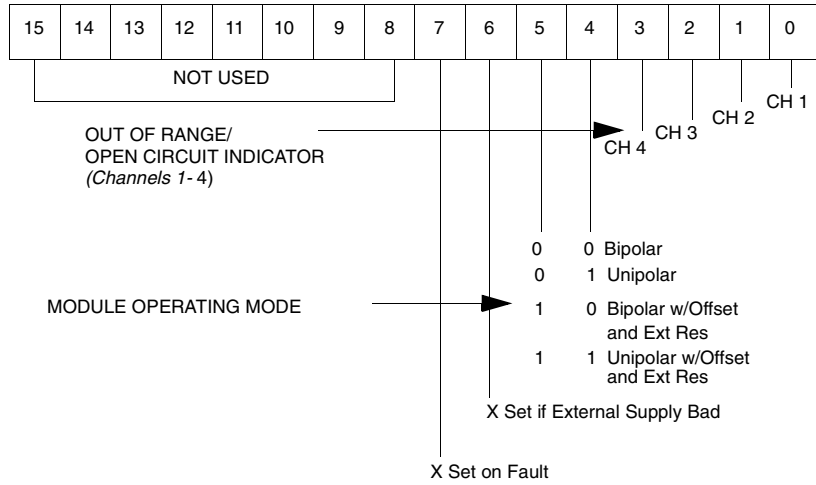 15 14 13 12 11 10 9 8 7 6 5 4 3 2 1 0
NOT USED
CH 1
CH 2
CH 3
CH 4
OUT OF RANGE/
OPEN CIRCUIT INDICATOR
(Channels 1- 4)
0 0 Bipolar
0 1 Unipolar
MODULE OPERATING MODE
1 0 Bipolar w/Offset
and Ext Res
1 1 Unipolar w/Offset
and Ext Res
X Set if External Supply Bad
X Set on Fault